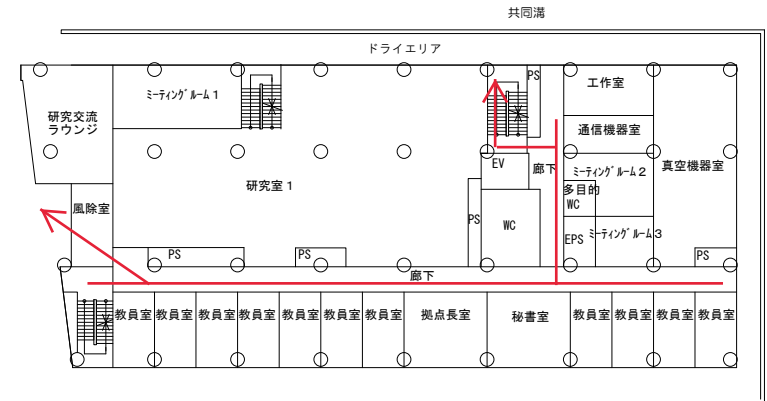 共同溝
ドライエリア
PS
工作室
ミーティングルーム1
研究交流
ラウンジ
通信機器室
EV
廊下
ミーティングルーム2
真空機器室
研究室1
多目的
WC
風除室
PS
WC
EPS
ミーティングルーム3
PS
PS
PS
廊下
教員室
教員室
教員室
教員室
教員室
教員室
教員室
拠点長室
秘書室
教員室
教員室
教員室
教員室